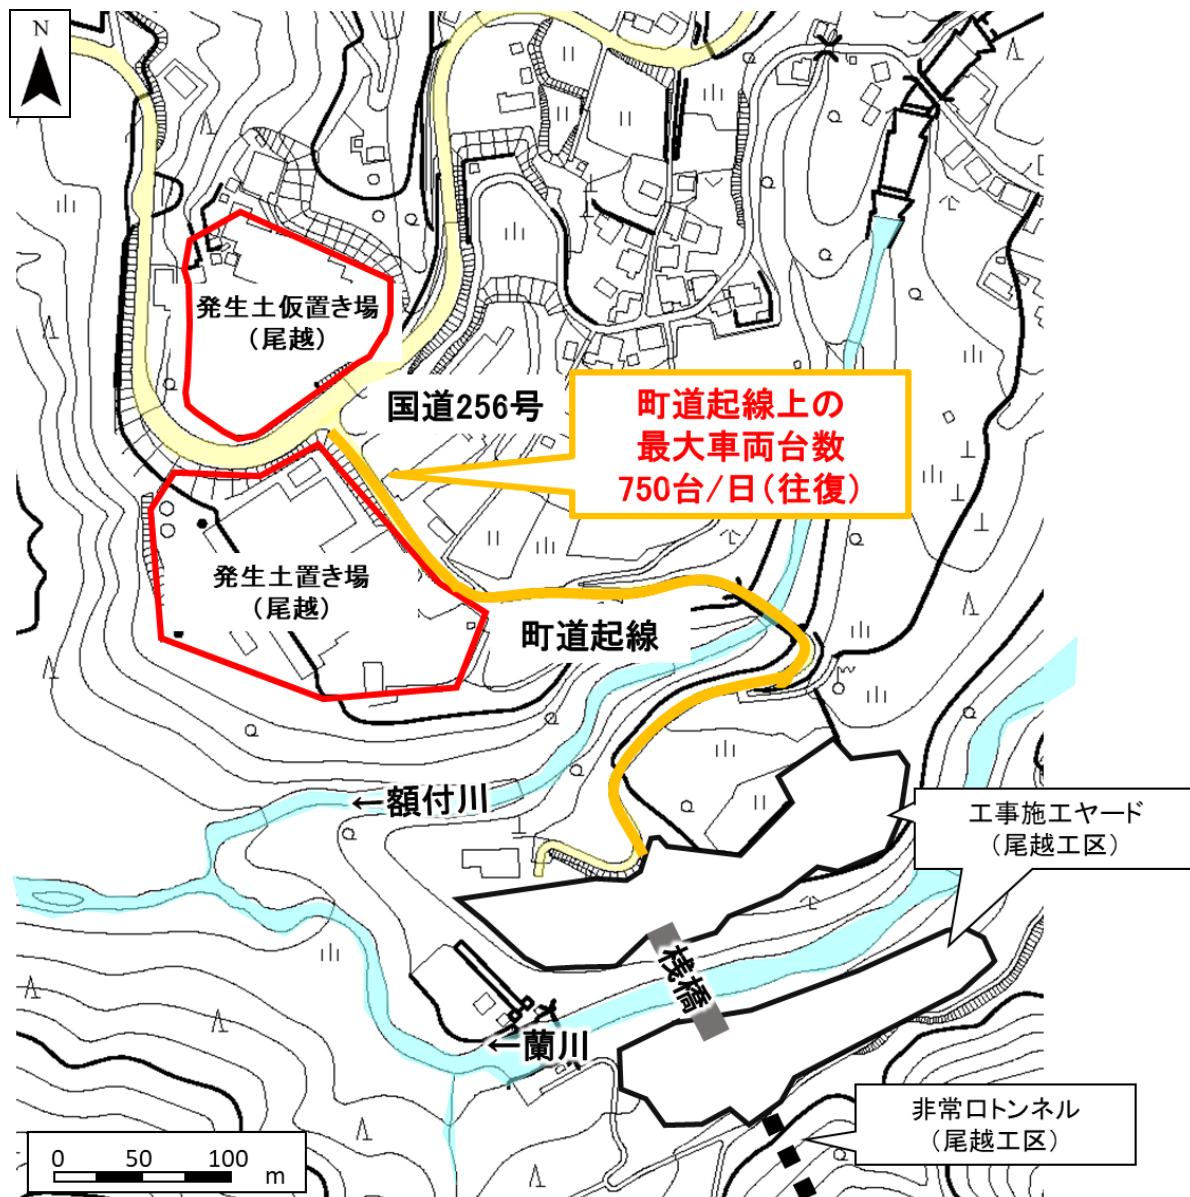 N
発生土仮置き場
（尾越）
国道256号
町道起線上の
最大車両台数
750台/日（往復）
発生土置き場
（尾越）
町道起線
←額付川
工事施工ヤード
（尾越工区）
桟橋
←蘭川
非常口トンネル
（尾越工区）
0 50 100
m